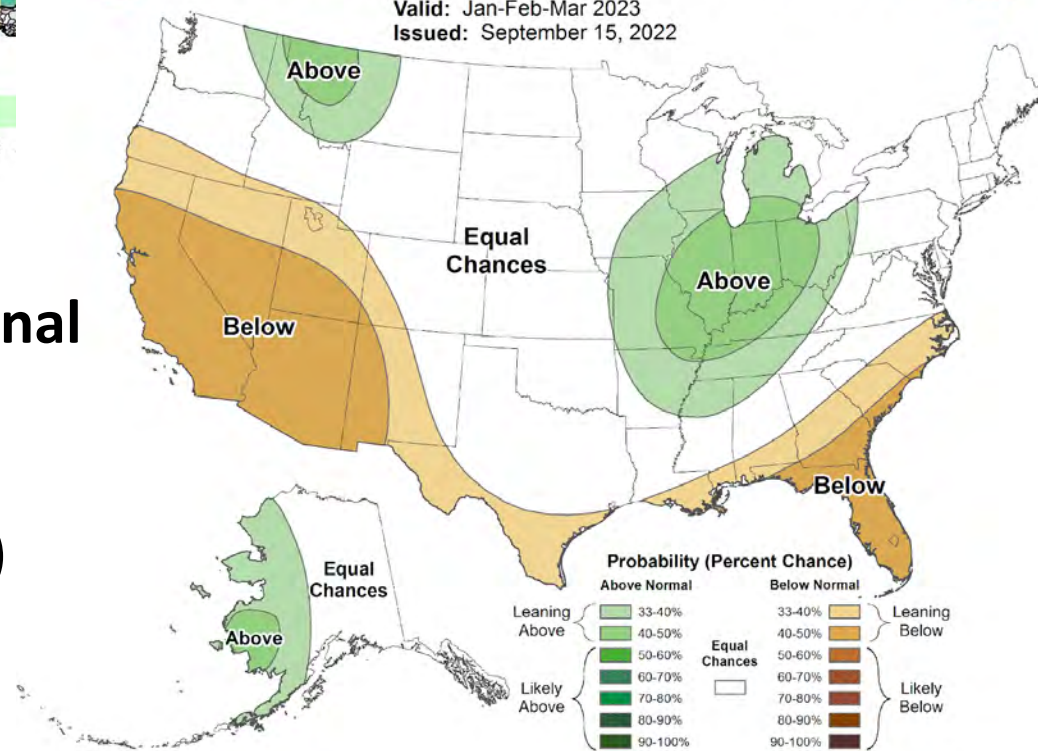 Valid: Jan-Feb-Mar 2023
Issued: September 15, 2022
Above
Equal
Chances
Above
nal
Below
Below
)
Equal
Chances
Above
Probability (Percent Chance)
Above Normal
Below Normal
Leaning
Above
33-40%
40-50%
50-60%
60-70%
70-80%
80-90%
90-100%
Likely
Above
Equal
Chances
33-40%
40-50%
50-60%
60-70%
70-80%
80-90%
90-100%
Leaning
Below
Likely
Below